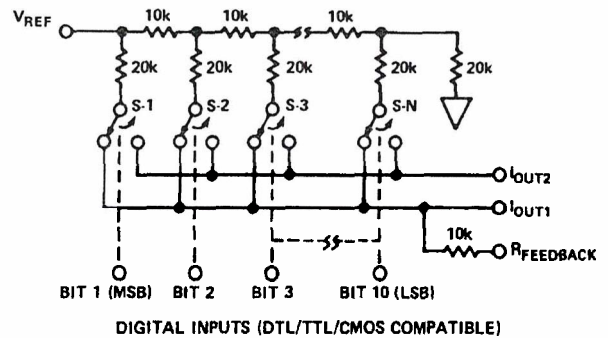 V REF
10k 10k 10k
20k 20k 20k 20k 20k
S-1 S-2 S-3 S-N
IOUT2
IOUT1
10k
RFEEDBACK
BIT 1 (MSB) BIT 2 BIT 3 BIT 10 (LSB)
DIGITAL INPUTS (DTL/TTL/CMOS COMPATIBLE)